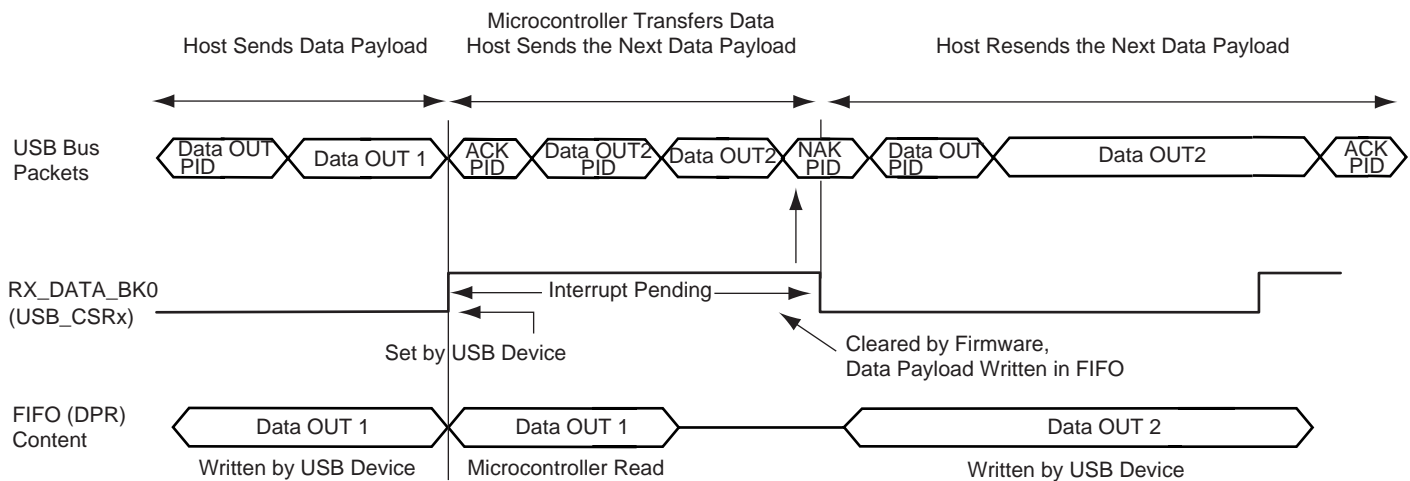 Microcontroller Transfers Data
Host Sends Data Payload
Host Sends the Next Data Payload
Host Resends the Next Data Payload
USB Bus
Packets
Data OUT
PID
Data OUT 1
ACK
PID
Data OUT2
PID
Data OUT2
NAK
PID
Data OUT
PID
Data OUT2
ACK
PID
RX_DATA_BK0
(USB_CSRx)
Interrupt Pending
Set by USB Device
Cleared by Firmware,
Data Payload Written in FIFO
FIFO (DPR)
Content
Data OUT 1
Data OUT 1
Data OUT 2
Written by USB Device
Microcontroller Read
Written by USB Device